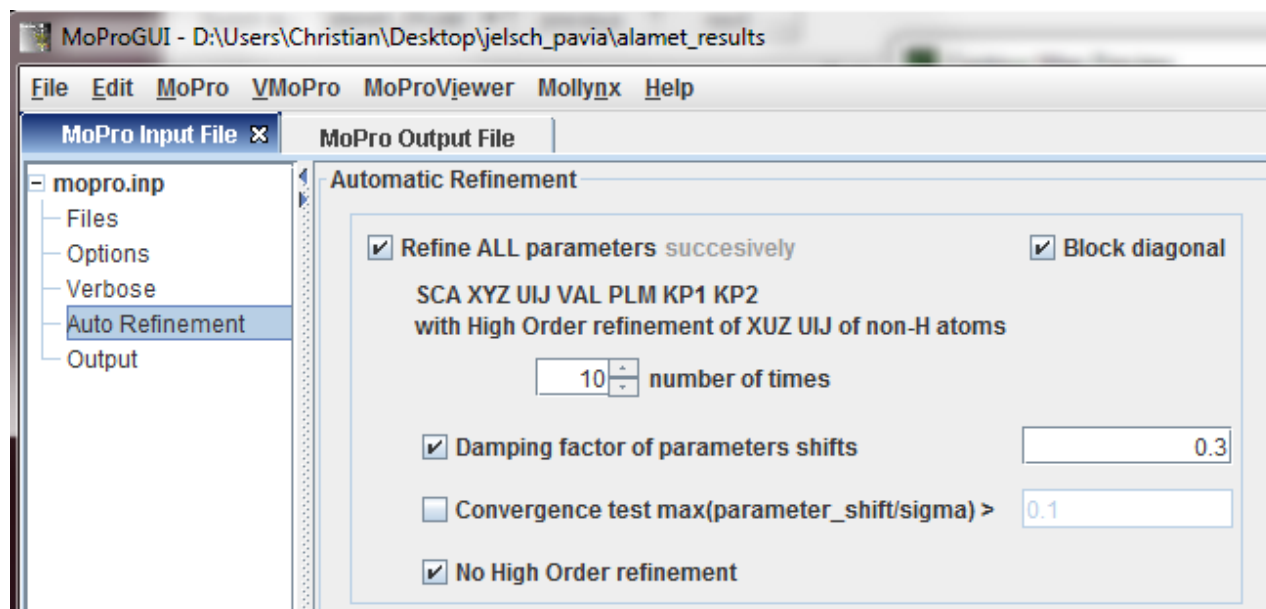 MoProGUI - D:\Users\Christian\Desktop\jelsch_pavia\alamet_results
File Edit MoPro VMoPro MoProViewer Mollynx Help
MoPro Input File MoPro Output File
mopro.inp
Files
Options
Verbose
Auto Refinement
Output
Automatic Refinement
Refine ALL parameters succesively Block diagonal
SCA XYZ UIJ VAL PLM KP1 KP2
with High Order refinement of XUZ UIJ of non-H atoms
10 number of times
Damping factor of parameters shifts 0.3
Convergence test max(parameter_shift/sigma) > 0.1
No High Order refinement